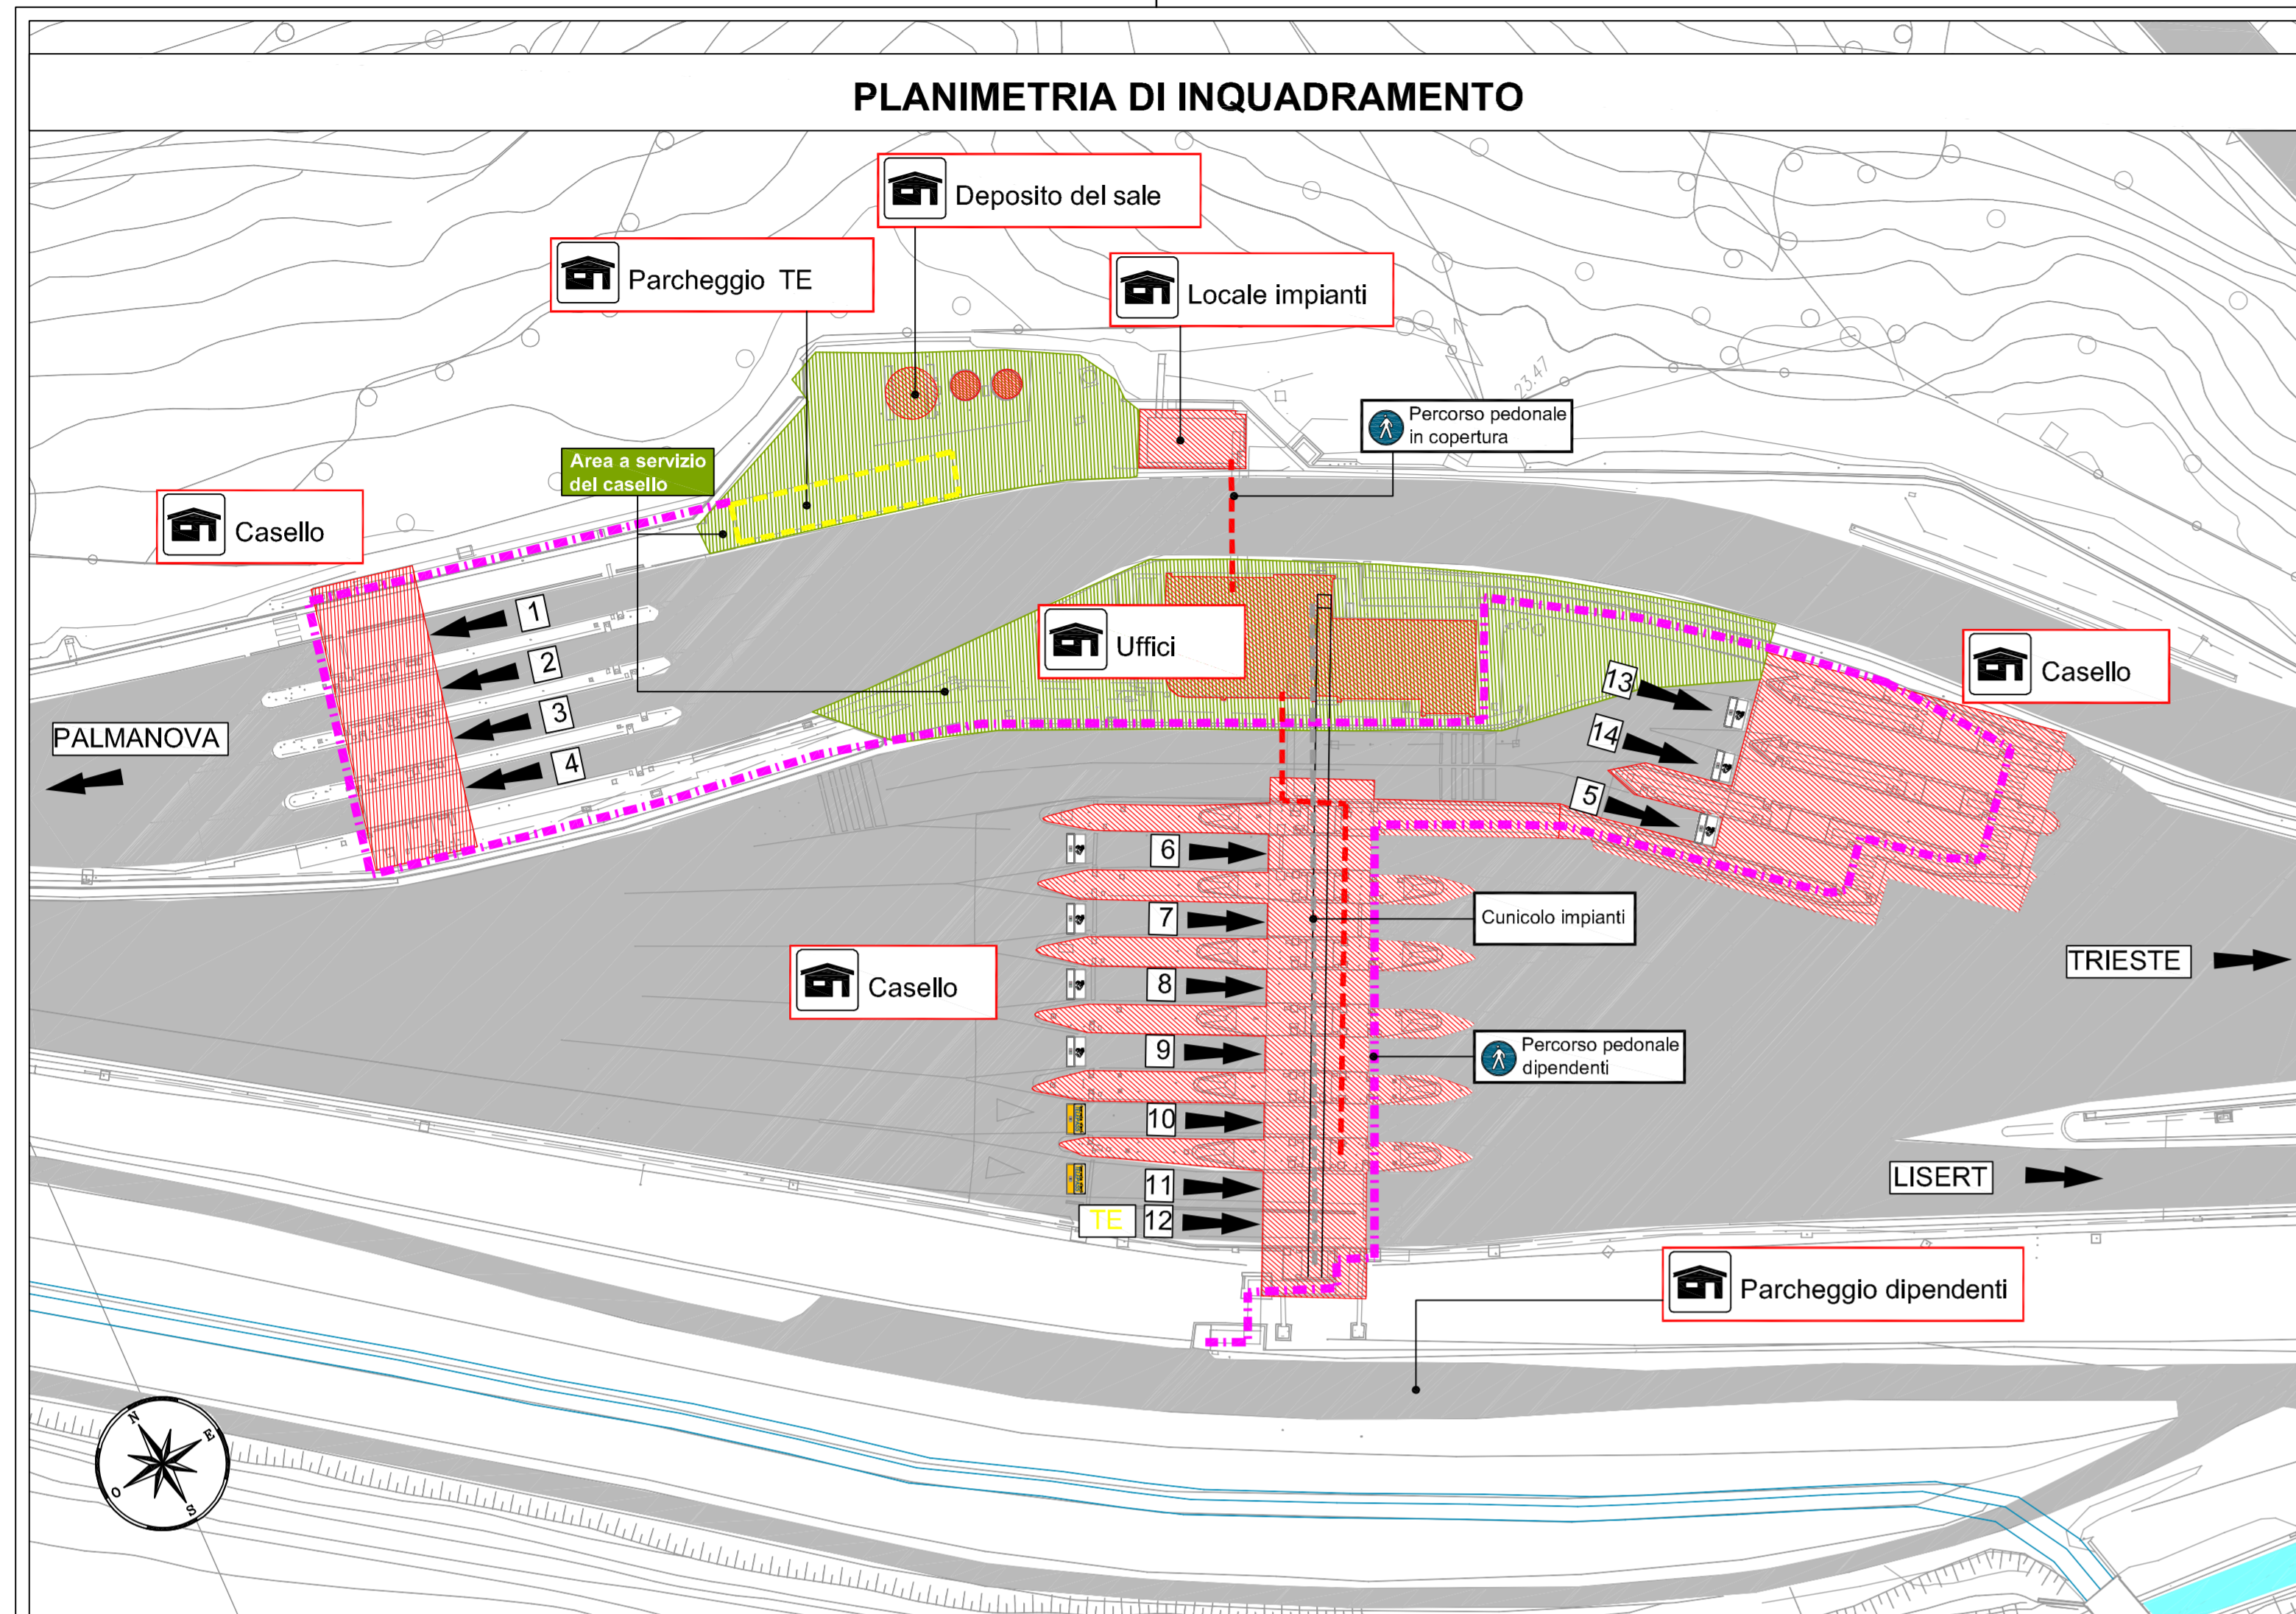 PLANIMETRIA DI INQUADRAMENTO
Deposito del sale
Parcheggio TE
Locale impianti
23.47
Percorso pedonale
in copertura
Area a servizio
del casello
Casello
1
2
3
4
PALMANOVA
Uffici
13
14
5
Casello
6
7
8
9
10
11
TE 12
Casello
Cunicolo impianti
Percorso pedonale
dipendenti
TRIESTE
LISERT
Parcheggio dipendenti
N
E
O
S